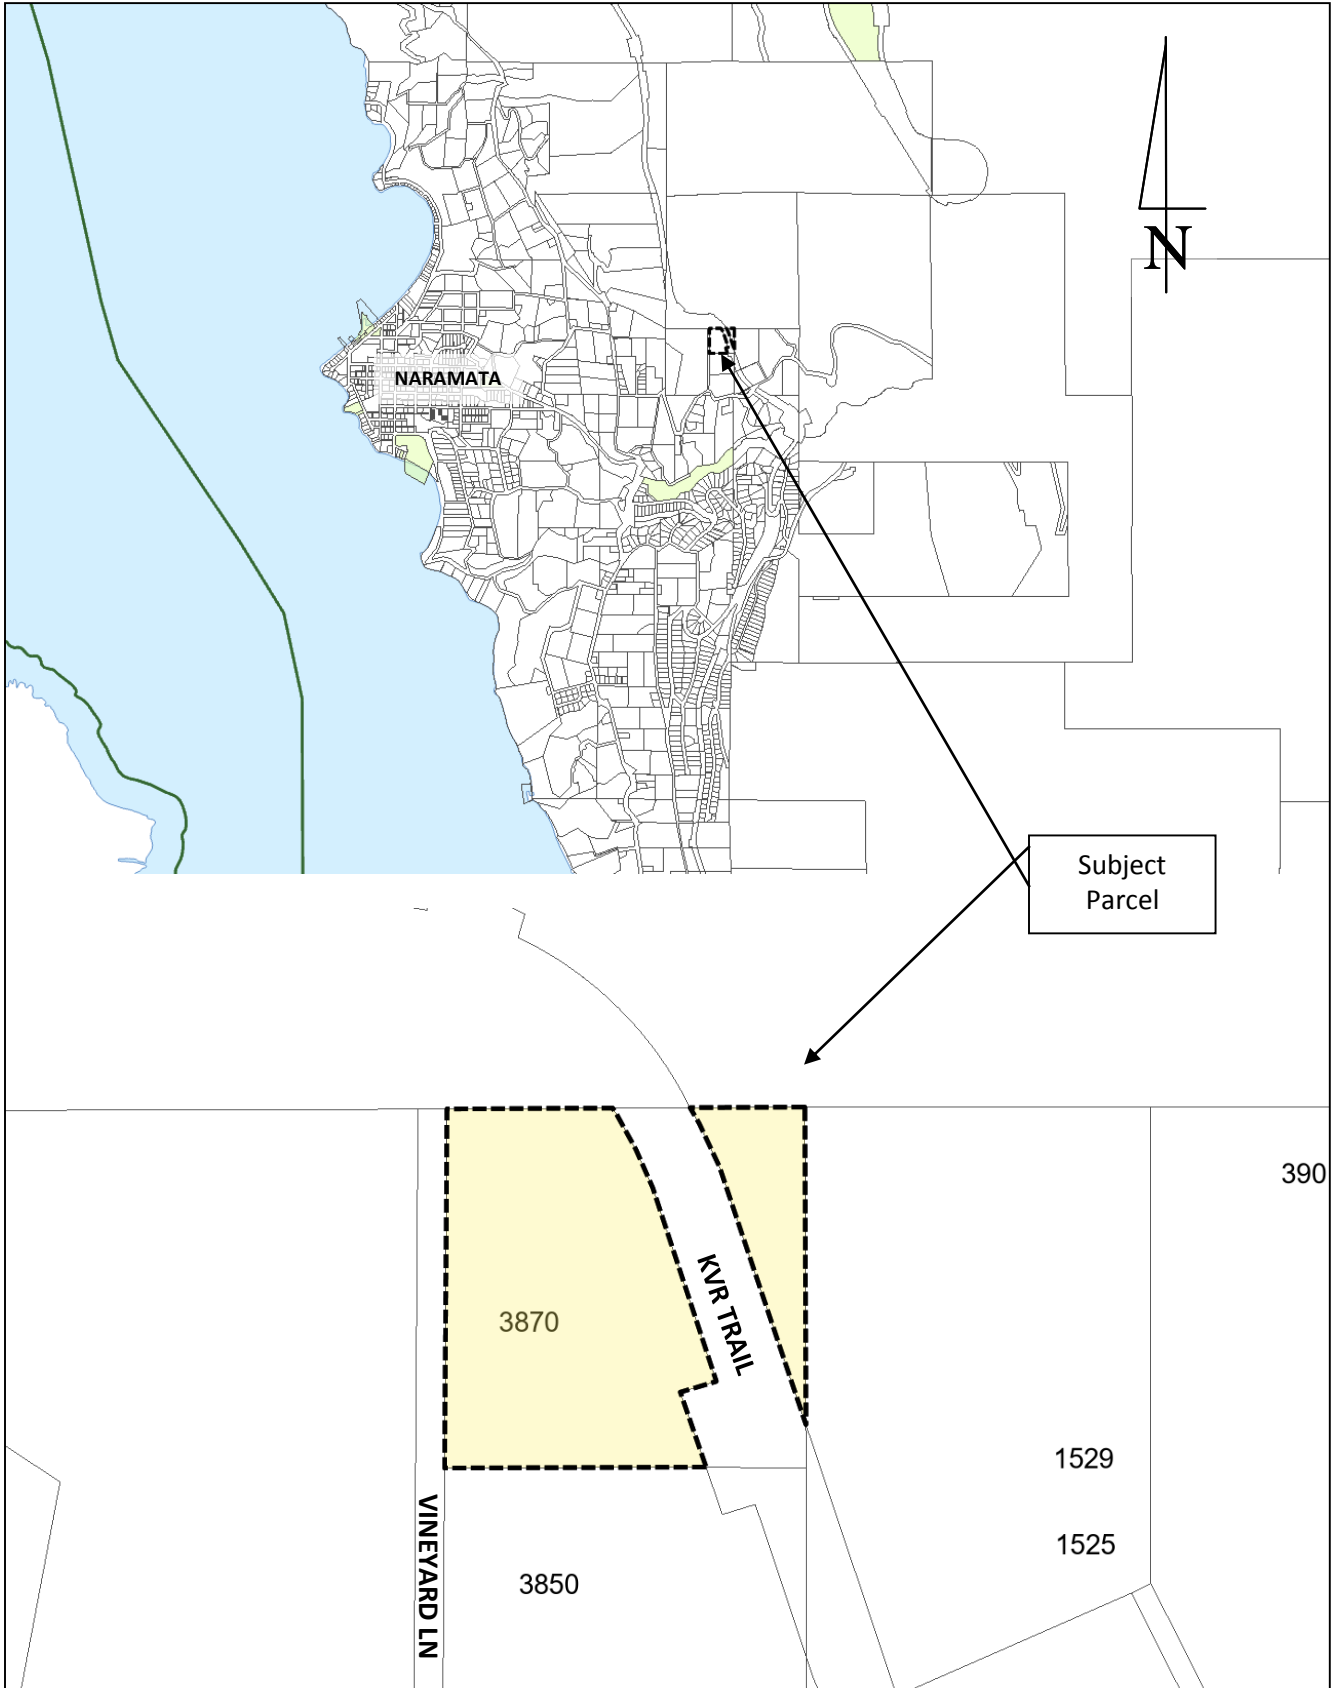 N
NARAMATA
Subject
Parcel
390
KVR TRAIL
3870
1529
1525
VINEYARD LN
3850